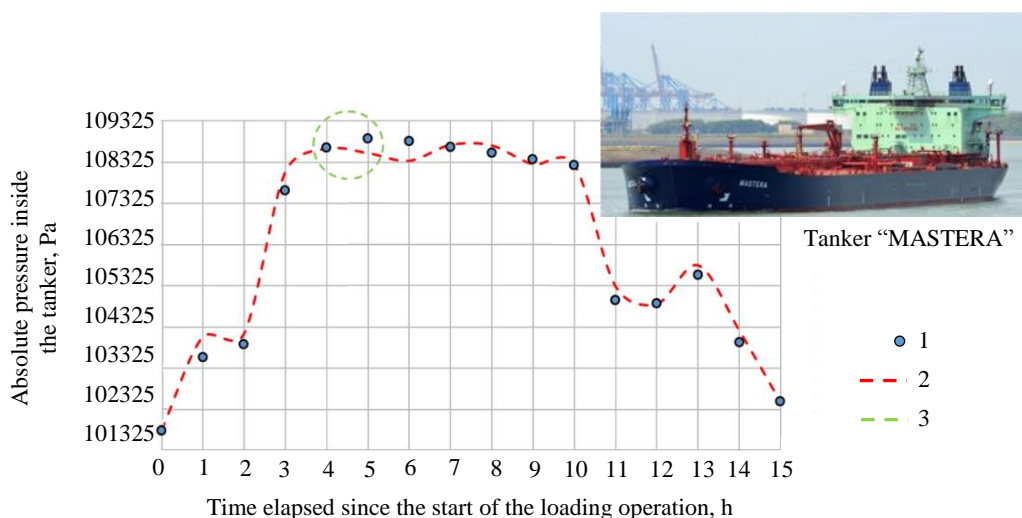 109325
108325
107325
106325
105325
104325
103325
102325
101325
Absolute pressure inside
the tanker, Pa
0 1 2 3 4 5 6 7 8 9 10 11 12 13 14 15
Time elapsed since the start of the loading operation, h
MASTERA
Tanker “MASTERA”
1
2
3